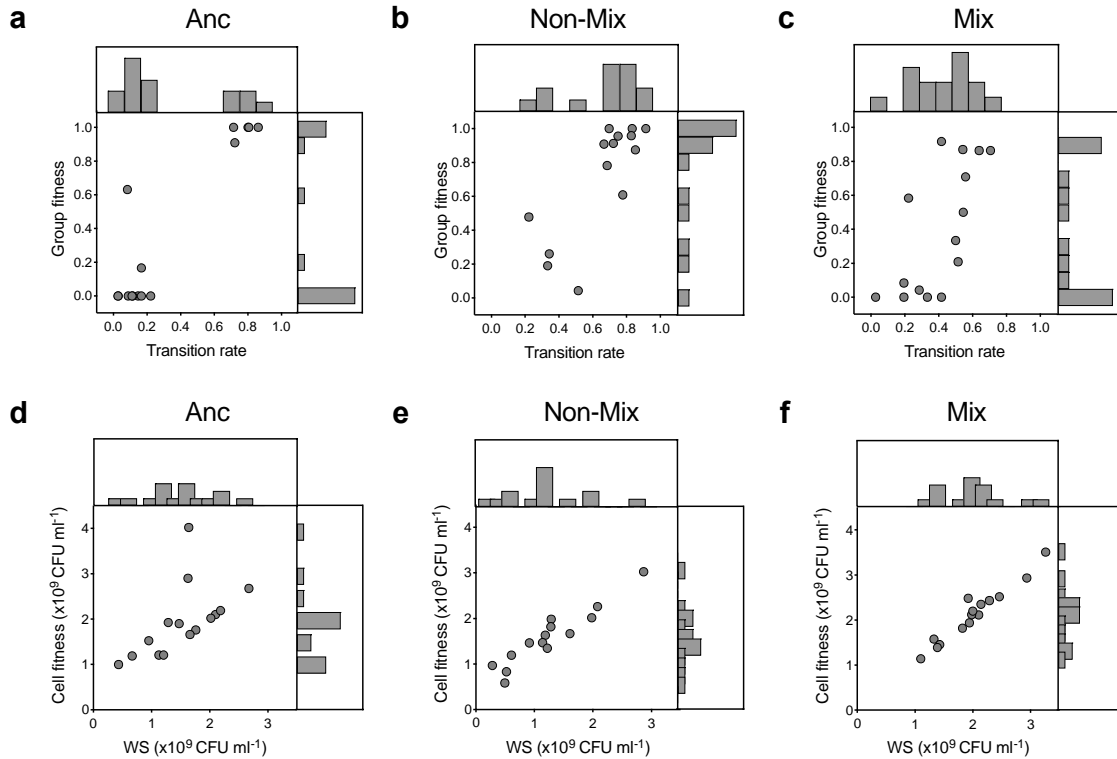 a Anc
b Non-Mix
c Mix
Group fitness
1.0
0.8
0.6
0.4
0.2
0.0
0.0 0.2 0.4 0.6 0.8 1.0
Transition rate
Group fitness
1.0
0.8
0.6
0.4
0.2
0.0
0.0 0.2 0.4 0.6 0.8 1.0
Transition rate
Group fitness
1.0
0.8
0.6
0.4
0.2
0.0
0.0 0.2 0.4 0.6 0.8 1.0
Transition rate
d Anc
e Non-Mix
f Mix
Cell fitness (x10⁹ CFU ml⁻¹)
4
3
2
1
0
0 1 2 3
WS (x10⁹ CFU ml⁻¹)
Cell fitness (x10⁹ CFU ml⁻¹)
4
3
2
1
0
0 1 2 3
WS (x10⁹ CFU ml⁻¹)
Cell fitness (x10⁹ CFU ml⁻¹)
4
3
2
1
0
0 1 2 3
WS (x10⁹ CFU ml⁻¹)